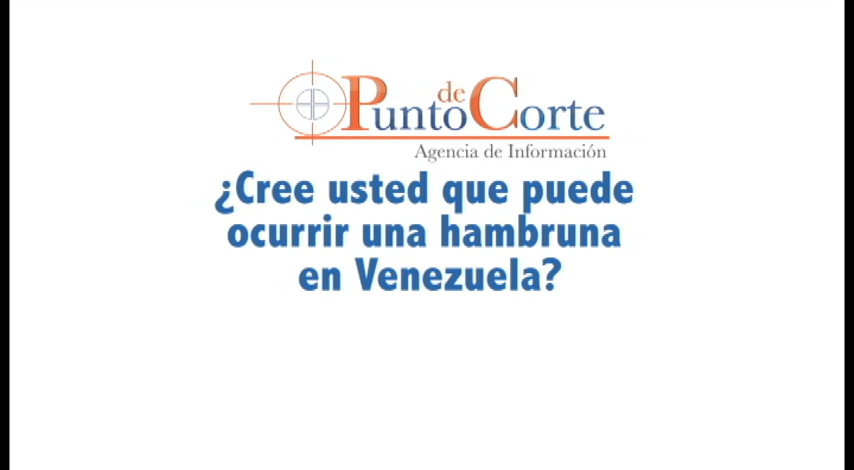 Punto de Corte
Agencia de Información
¿Cree usted que puede
ocurrir una hambruna
en Venezuela?